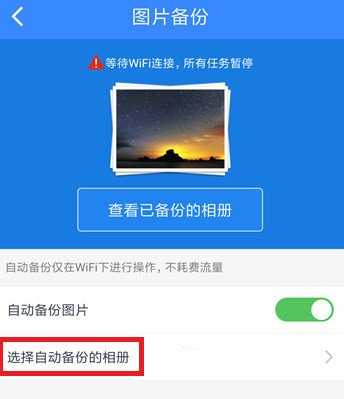 图片备份
等待WiFi连接，所有任务暂停
查看已备份的相册
自动备份仅在WiFi下进行操作，不耗费流量
自动备份图片
选择自动备份的相册